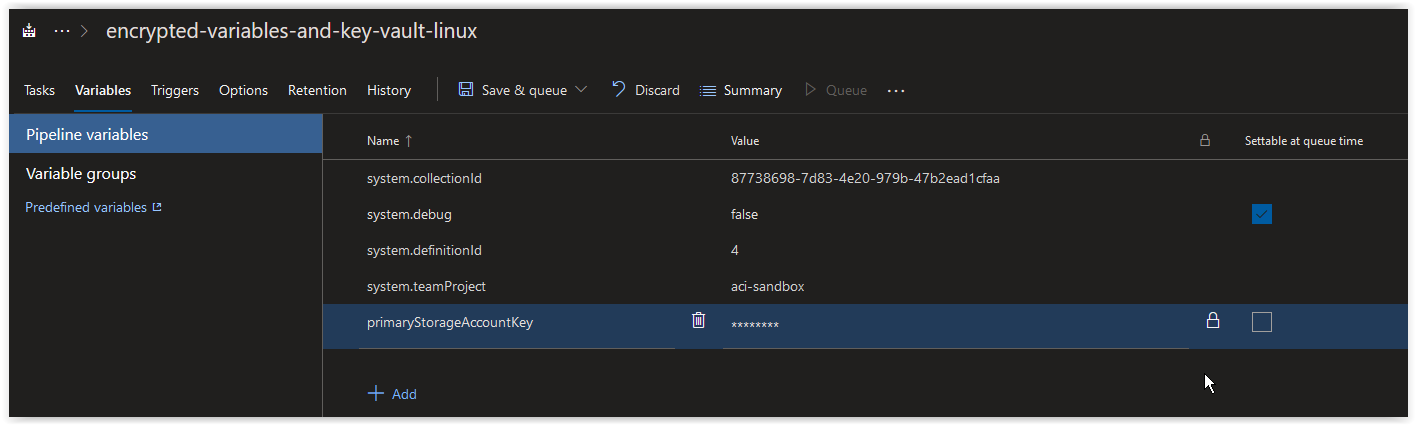 ··· > encrypted-variables-and-key-vault-linux
Tasks Variables Triggers Options Retention History Save & queue Discard Summary Queue ···
Pipeline variables
Variable groups
Predefined variables
Name ↑ Value Settable at queue time
system.collectionId 87738698-7d83-4e20-979b-47b2ead1cfaa
system.debug false
system.definitionId 4
system.teamProject aci-sandbox
primaryStorageAccountKey ********
+ Add